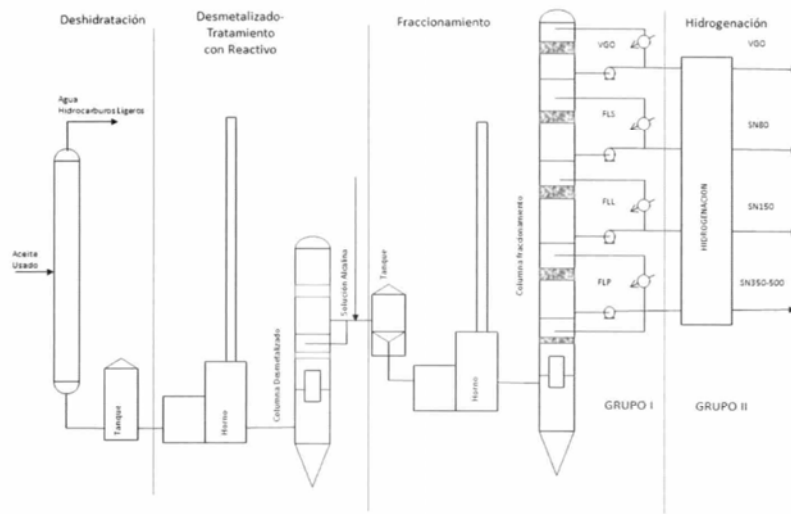 Deshidratación
Desmetalizado-
Tratamiento
con Reactivo
Fraccionamiento
Hidrogenación
Agua
Hidrocarburos Ligeros
Aceite
Usado
Tanque
Horno
Columna Desmetalizado
Solución Alcalina
Tanque
Horno
Columna Fraccionamiento
VGO
FLS
FLL
FLP
HIDROGENACION
VGO
SN80
SN150
SN350-500
GRUPO I
GRUPO II